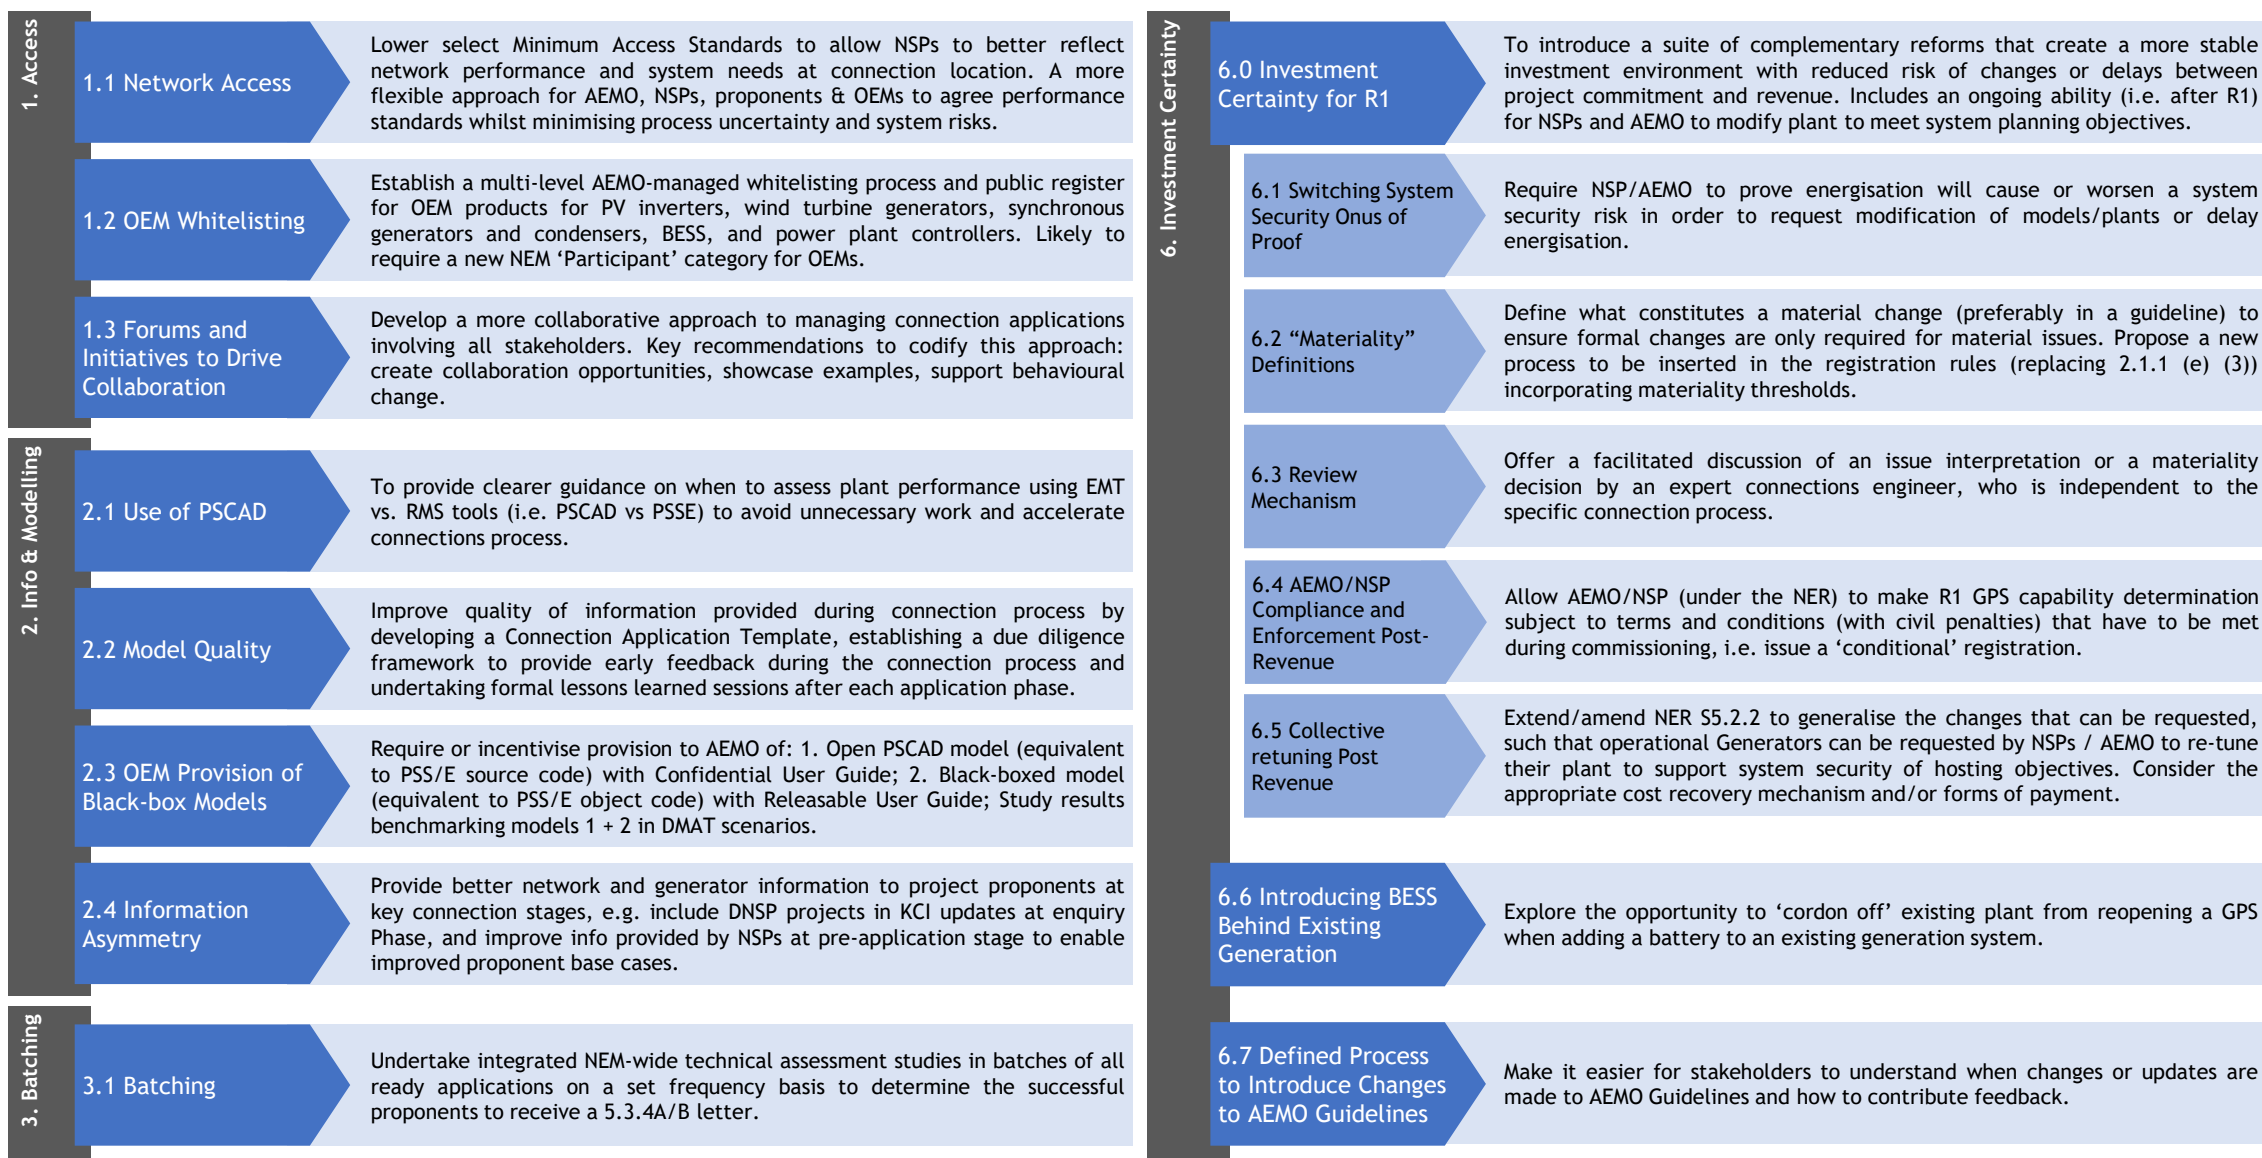 1. Access
1.1 Network Access
Lower select Minimum Access Standards to allow NSPs to better reflect
network performance and system needs at connection location. A more
flexible approach for AEMO, NSPs, proponents & OEMs to agree performance
standards whilst minimising process uncertainty and system risks.
1.2 OEM Whitelisting
Establish a multi-level AEMO-managed whitelisting process and public register
for OEM products for PV inverters, wind turbine generators, synchronous
generators and condensers, BESS, and power plant controllers. Likely to
require a new NEM ‘Participant’ category for OEMs.
1.3 Forums and
Initiatives to Drive
Collaboration
Develop a more collaborative approach to managing connection applications
involving all stakeholders. Key recommendations to codify this approach:
create collaboration opportunities, showcase examples, support behavioural
change.
2. Info & Modelling
2.1 Use of PSCAD
To provide clearer guidance on when to assess plant performance using EMT
vs. RMS tools (i.e. PSCAD vs PSSE) to avoid unnecessary work and accelerate
connections process.
2.2 Model Quality
Improve quality of information provided during connection process by
developing a Connection Application Template, establishing a due diligence
framework to provide early feedback during the connection process and
undertaking formal lessons learned sessions after each application phase.
2.3 OEM Provision of
Black-box Models
Require or incentivise provision to AEMO of: 1. Open PSCAD model (equivalent
to PSS/E source code) with Confidential User Guide; 2. Black-boxed model
(equivalent to PSS/E object code) with Releasable User Guide; Study results
benchmarking models 1 + 2 in DMAT scenarios.
2.4 Information
Asymmetry
Provide better network and generator information to project proponents at
key connection stages, e.g. include DNSP projects in KCI updates at enquiry
Phase, and improve info provided by NSPs at pre-application stage to enable
improved proponent base cases.
3. Batching
3.1 Batching
Undertake integrated NEM-wide technical assessment studies in batches of all
ready applications on a set frequency basis to determine the successful
proponents to receive a 5.3.4A/B letter.
6. Investment Certainty
6.0 Investment
Certainty for R1
To introduce a suite of complementary reforms that create a more stable
investment environment with reduced risk of changes or delays between
project commitment and revenue. Includes an ongoing ability (i.e. after R1)
for NSPs and AEMO to modify plant to meet system planning objectives.
6.1 Switching System
Security Onus of
Proof
Require NSP/AEMO to prove energisation will cause or worsen a system
security risk in order to request modification of models/plants or delay
energisation.
6.2 “Materiality”
Definitions
Define what constitutes a material change (preferably in a guideline) to
ensure formal changes are only required for material issues. Propose a new
process to be inserted in the registration rules (replacing 2.1.1 (e) (3))
incorporating materiality thresholds.
6.3 Review
Mechanism
Offer a facilitated discussion of an issue interpretation or a materiality
decision by an expert connections engineer, who is independent to the
specific connection process.
6.4 AEMO/NSP
Compliance and
Enforcement Post-
Revenue
Allow AEMO/NSP (under the NER) to make R1 GPS capability determination
subject to terms and conditions (with civil penalties) that have to be met
during commissioning, i.e. issue a ‘conditional’ registration.
6.5 Collective
retuning Post
Revenue
Extend/amend NER S5.2.2 to generalise the changes that can be requested,
such that operational Generators can be requested by NSPs / AEMO to re-tune
their plant to support system security of hosting objectives. Consider the
appropriate cost recovery mechanism and/or forms of payment.
6.6 Introducing BESS
Behind Existing
Generation
Explore the opportunity to ‘cordon off’ existing plant from reopening a GPS
when adding a battery to an existing generation system.
6.7 Defined Process
to Introduce Changes
to AEMO Guidelines
Make it easier for stakeholders to understand when changes or updates are
made to AEMO Guidelines and how to contribute feedback.